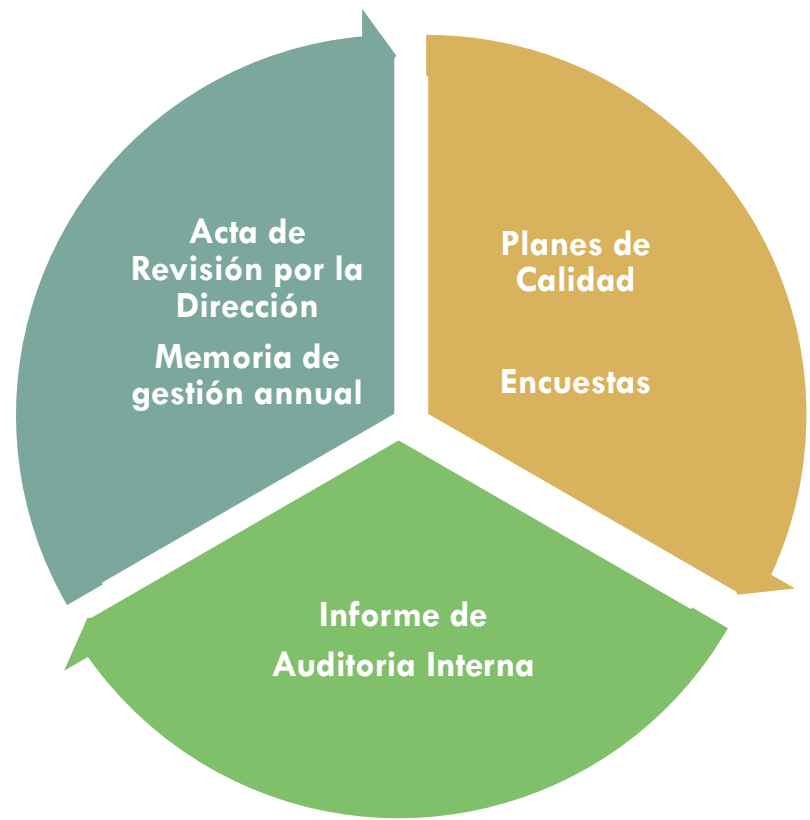 Acta de
Revisión por la
Dirección
Memoria de
gestión annual
Planes de
Calidad
Encuestas
Informe de
Auditoria Interna